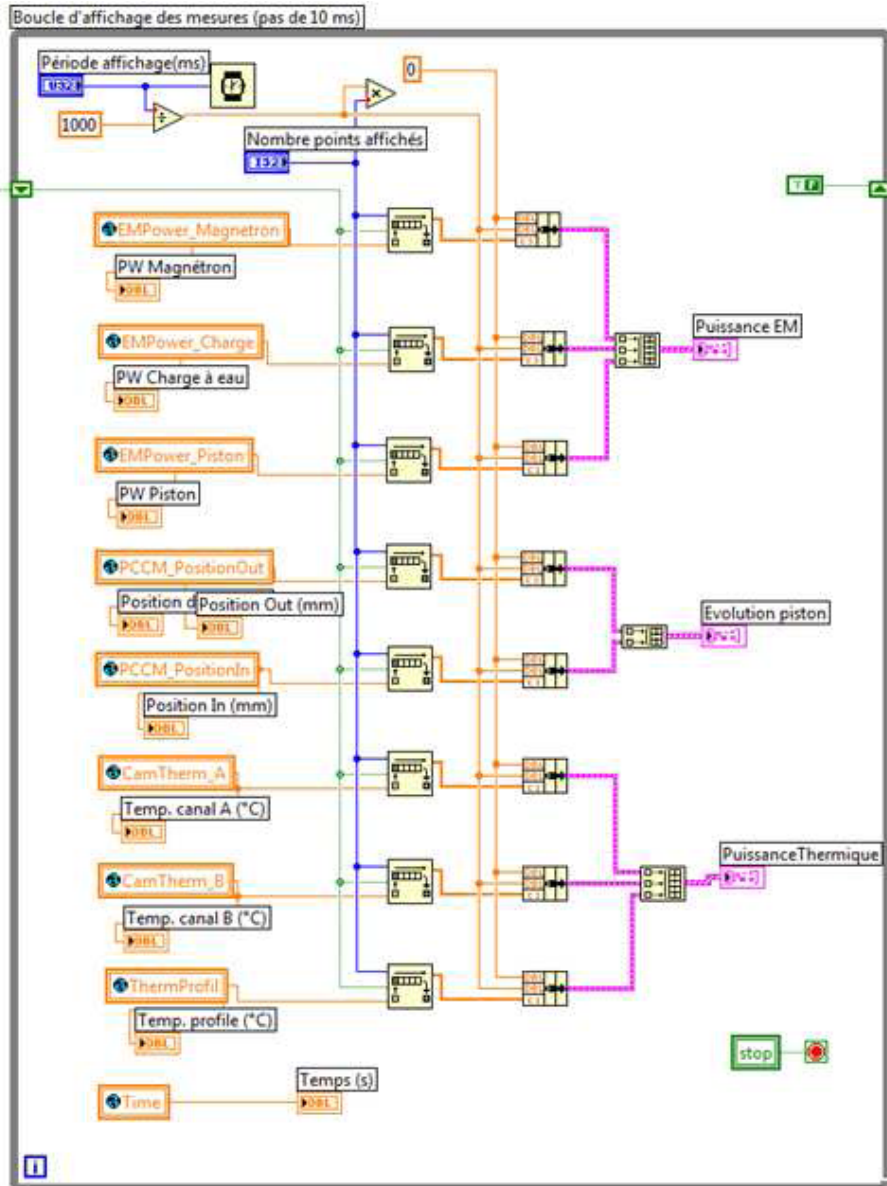 Boucle d'affichage des mesures (pas de 10 ms)
Période affichage(ms)
0
1000
Nombre points affichés
EMPower_Magnetron
PW Magnétron
DBL
Puissance EM
EMPower_Charge
PW Charge à eau
DBL
EMPower_Piston
PW Piston
DBL
PCCM_PositionOut
Position d
Position Out (mm)
DBL
DBL
Evolution piston
PCCM_PositionIn
Position In (mm)
DBL
CamTherm_A
Temp. canal A (°C)
DBL
PuissanceThermique
CamTherm_B
Temp. canal B (°C)
DBL
ThermProfil
Temp. profile (°C)
DBL
stop
Time
Temps (s)
DBL
i